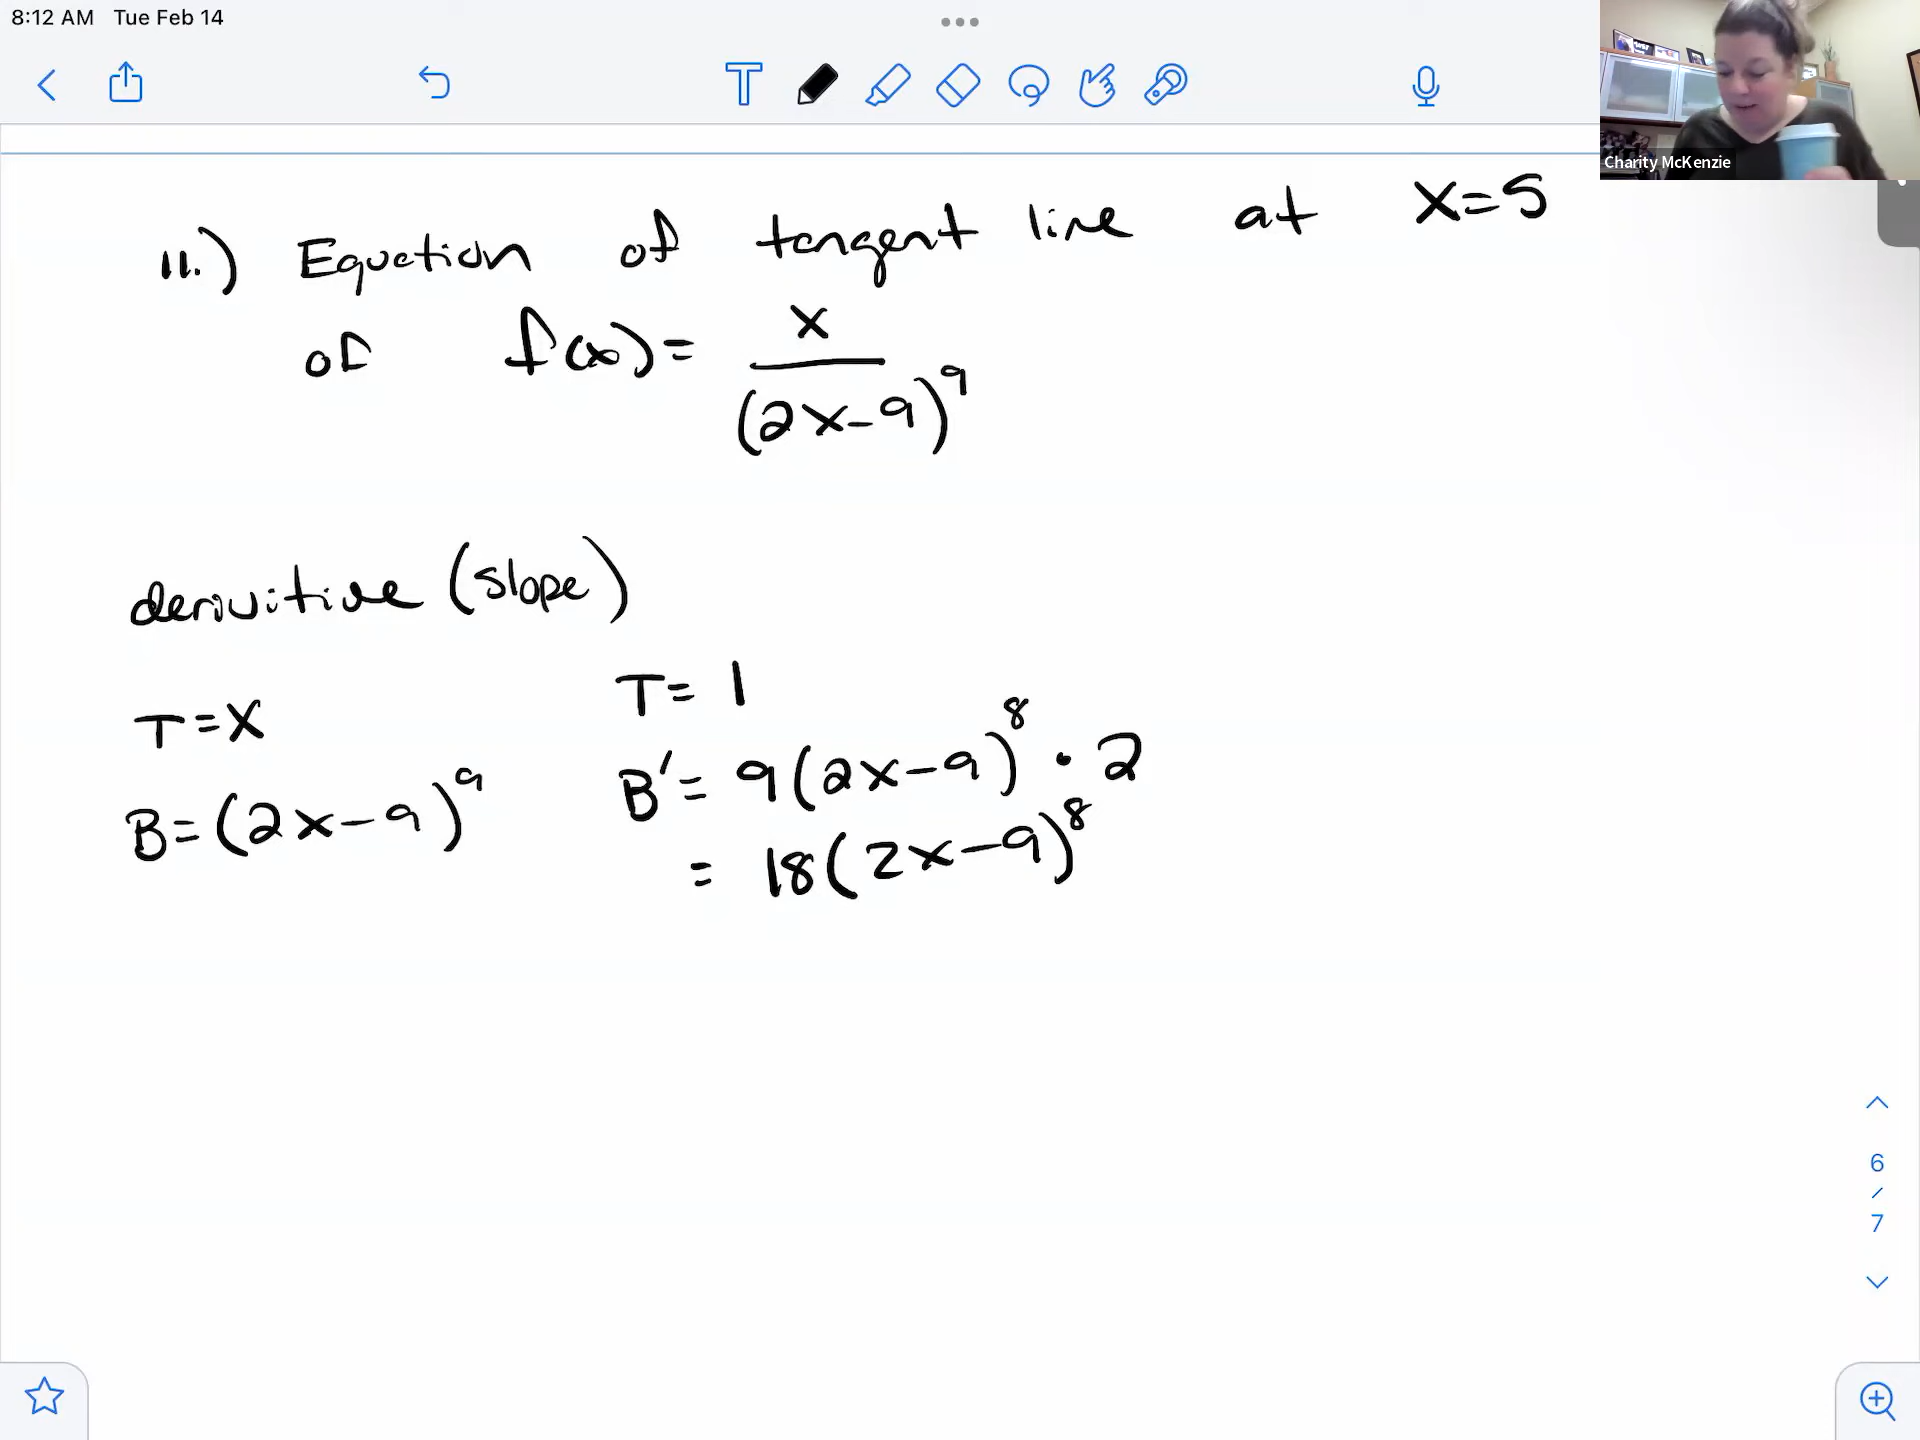 8:12 AM Tue Feb 14
Charity McKenzie
11.) Equation of tangent line at x=5
of f(x)= x/(2x-9)^9
derivitive (slope)
T=x
T= 1
B=(2x-9)^9
B'= 9(2x-9)^8 · 2
= 18(2x-9)^8
6
/
7